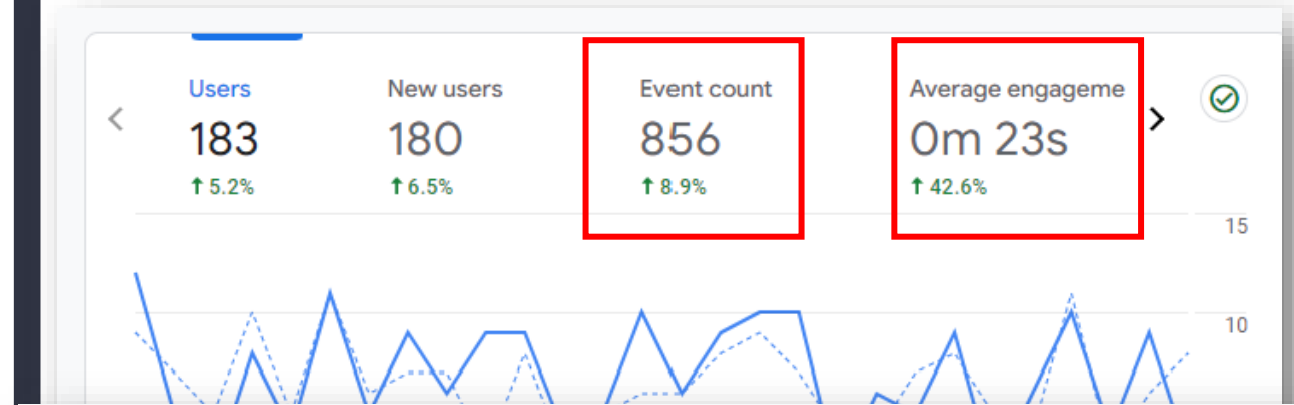 Users
183
↑ 5.2%
New users
180
↑ 6.5%
Event count
856
↑ 8.9%
Average engageme
0m 23s
↑ 42.6%
15
10